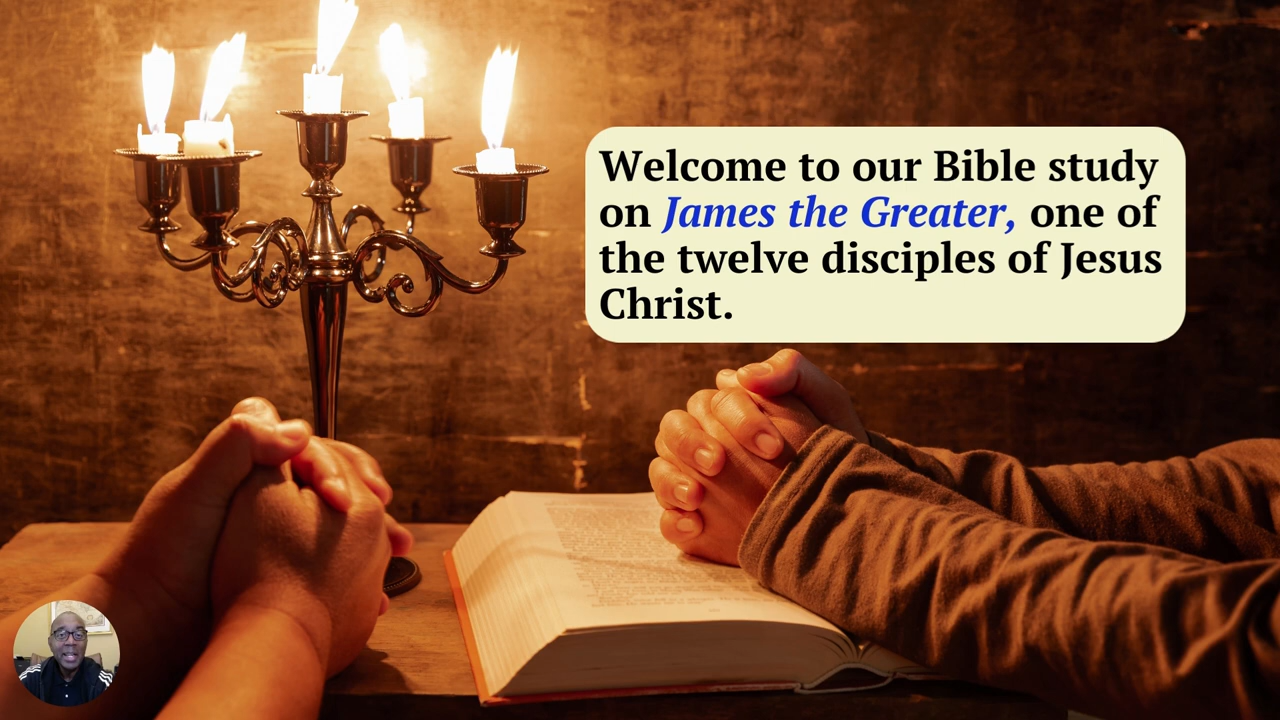 Welcome to our Bible study
on James the Greater, one of
the twelve disciples of Jesus
Christ.